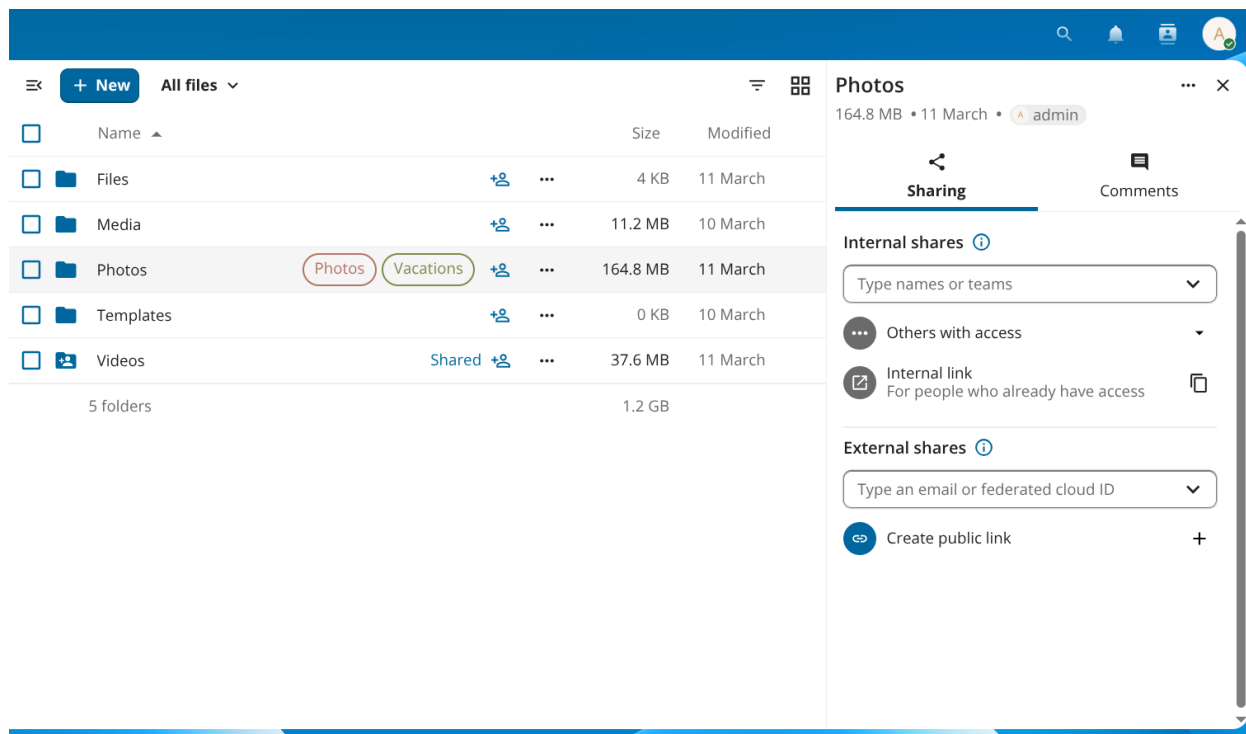 A
+ New All files
Photos
164.8 MB • 11 March • A admin
Name Size Modified
Sharing Comments
Files 4 KB 11 March
Media 11.2 MB 10 March
Photos Photos Vacations 164.8 MB 11 March
Templates 0 KB 10 March
Videos Shared 37.6 MB 11 March
5 folders 1.2 GB
Internal shares
Type names or teams
Others with access
Internal link
For people who already have access
External shares
Type an email or federated cloud ID
Create public link